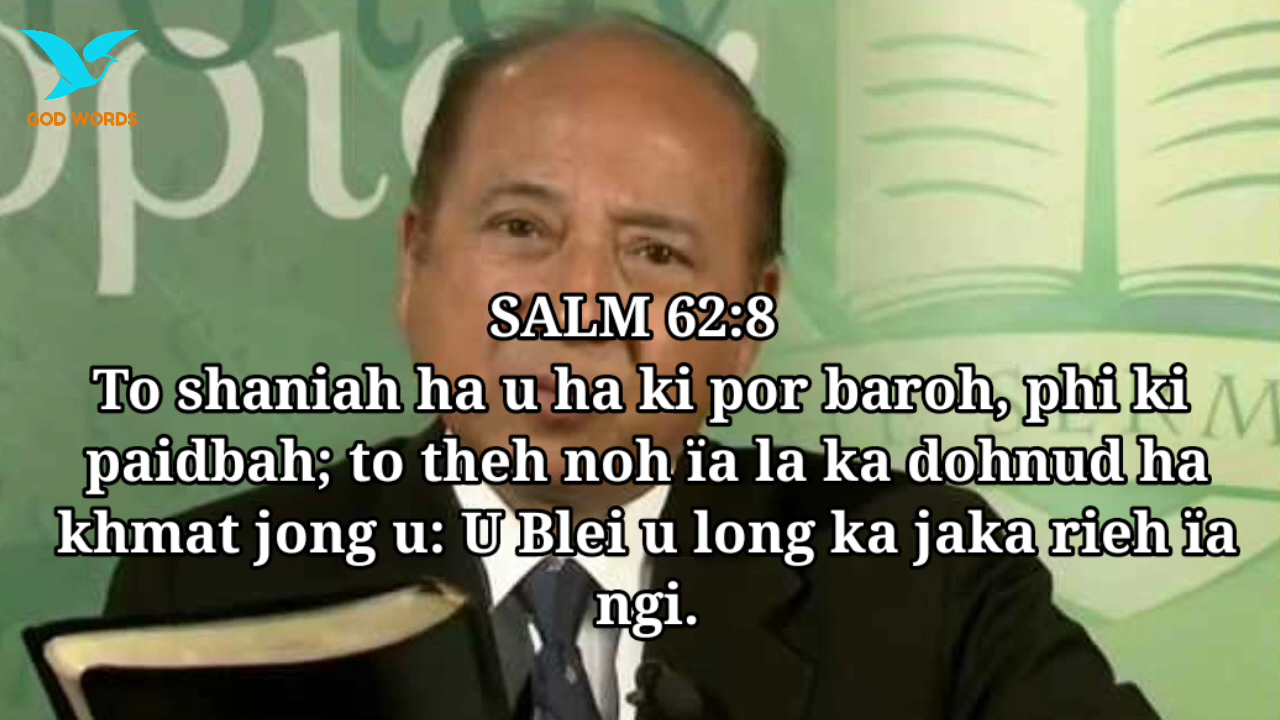 GOD WORDS
SALM 62:8
To shaniah ha u ha ki por baroh, phi ki
paidbah; to theh noh ïa la ka dohnud ha
khmat jong u: U Blei u long ka jaka rieh ïa
ngi.